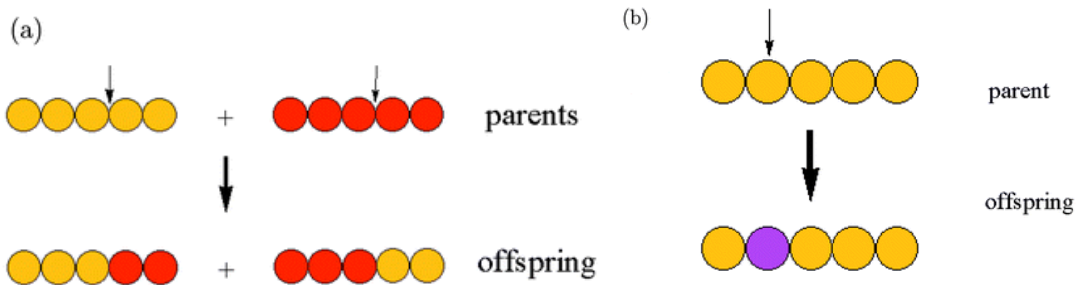 (a)
+
parents
+
offspring
(b)
parent
offspring